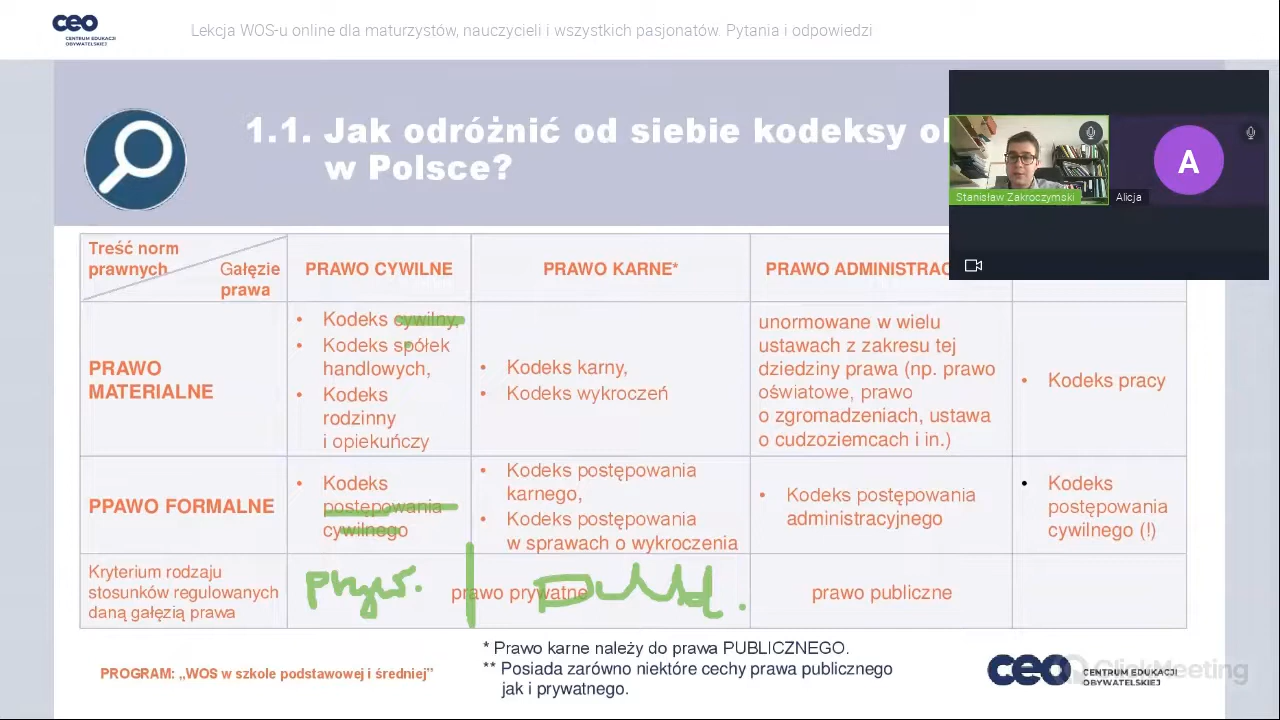 ceo
CENTRUM EDUKACJI
OBYWATELSKIEJ
Lekcja WOS-u online dla maturzystów, nauczycieli i wszystkich pasjonatów. Pytania i odpowiedzi
1.1. Jak odróżnić od siebie kodeksy
w Polsce?
Stanisław Zakroczymski
A
Alicja
Treść norm
prawnych
Gałęzie
prawa
PRAWO CYWILNE
PRAWO KARNE*
PRAWO
PRAWO
MATERIALNE
• Kodeks cywilny,
• Kodeks spółek
handlowych,
• Kodeks
rodzinny
i opiekuńczy
• Kodeks karny,
• Kodeks wykroczeń
unormowane w wielu
ustawach z zakresu tej
dziedziny prawa (np. prawo
oświatowe, prawo
o zgromadzeniach, ustawa
o cudzoziemcach i in.)
• Kodeks pracy
PPAWO FORMALNE
• Kodeks
postępowania
cywilnego
• Kodeks postępowania
karnego,
• Kodeks postępowania
w sprawach o wykroczenia
• Kodeks postępowania
administracyjnego
• Kodeks
postępowania
cywilnego (!)
Kryterium rodzaju
stosunków regulowanych
daną gałęzią prawa
prawo prywatne
prawo publiczne
* Prawo karne należy do prawa PUBLICZNEGO.
** Posiada zarówno niektóre cechy prawa publicznego
jak i prywatnego.
PROGRAM: „WOS w szkole podstawowej i średniej”
ceo
CENTRUM EDUKACJI
OBYWATELSKIEJ
ClickMeeting